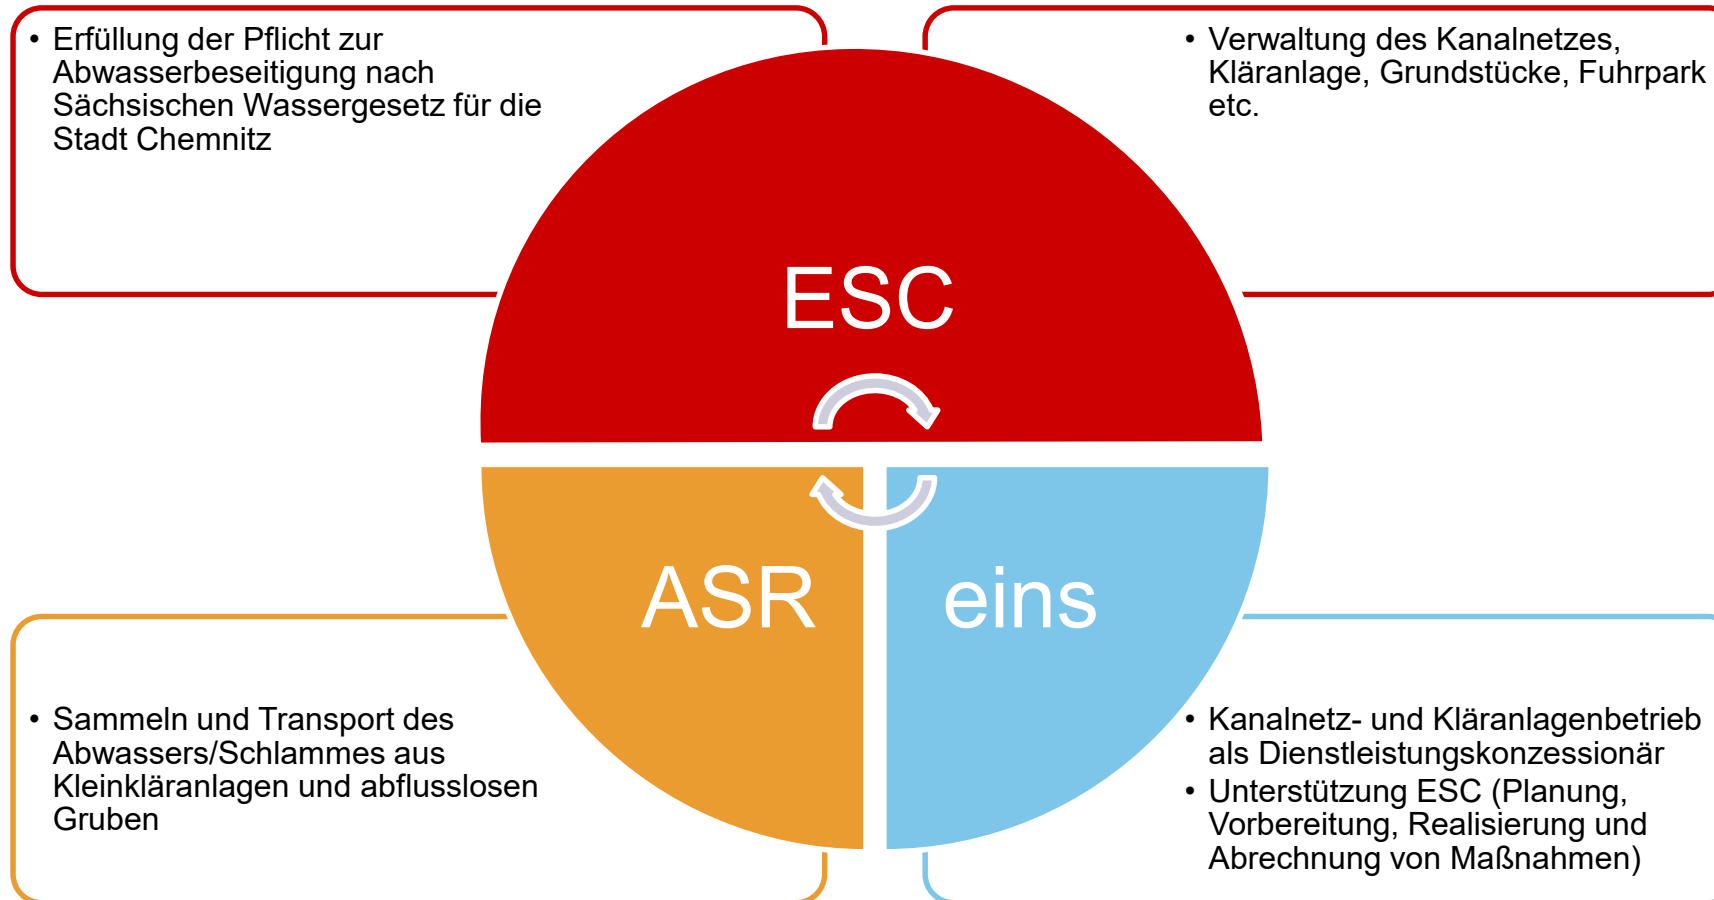 • Erfüllung der Pflicht zur
Abwasserbeseitigung nach
Sächsischen Wassergesetz für die
Stadt Chemnitz
• Verwaltung des Kanalnetzes,
Kläranlage, Grundstücke, Fuhrpark
etc.
ESC
ASR
eins
• Sammeln und Transport des
Abwassers/Schlammes aus
Kleinkläranlagen und abflusslosen
Gruben
• Kanalnetz- und Kläranlagenbetrieb
als Dienstleistungskonzessionär
• Unterstützung ESC (Planung,
Vorbereitung, Realisierung und
Abrechnung von Maßnahmen)